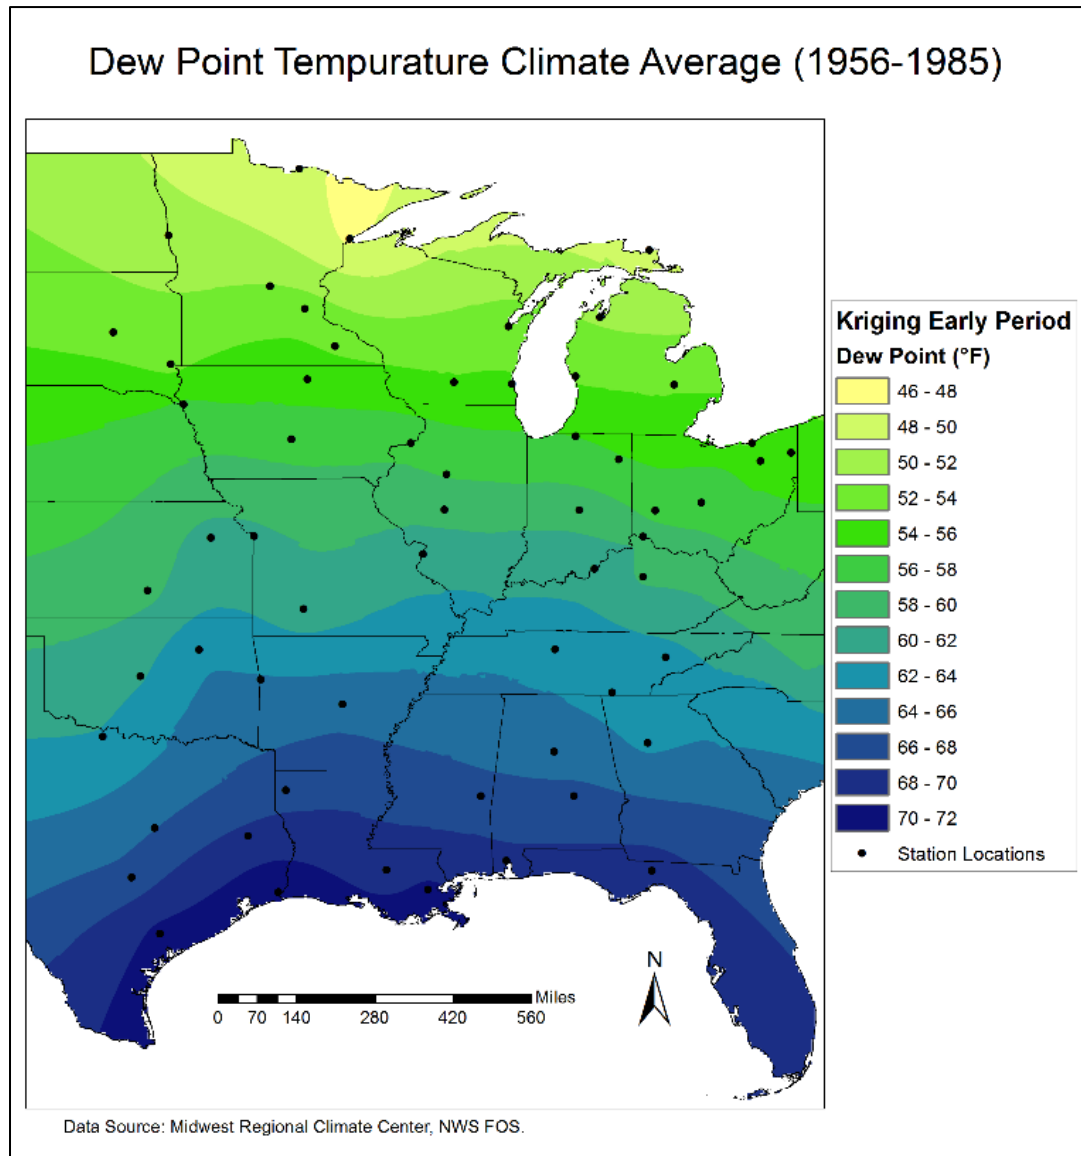 Dew Point Tempurature Climate Average (1956-1985)
Kriging Early Period
Dew Point (°F)
46 - 48
48 - 50
50 - 52
52 - 54
54 - 56
56 - 58
58 - 60
60 - 62
62 - 64
64 - 66
66 - 68
68 - 70
70 - 72
Station Locations
N
Miles
0 70 140 280 420 560
Data Source: Midwest Regional Climate Center, NWS FOS.